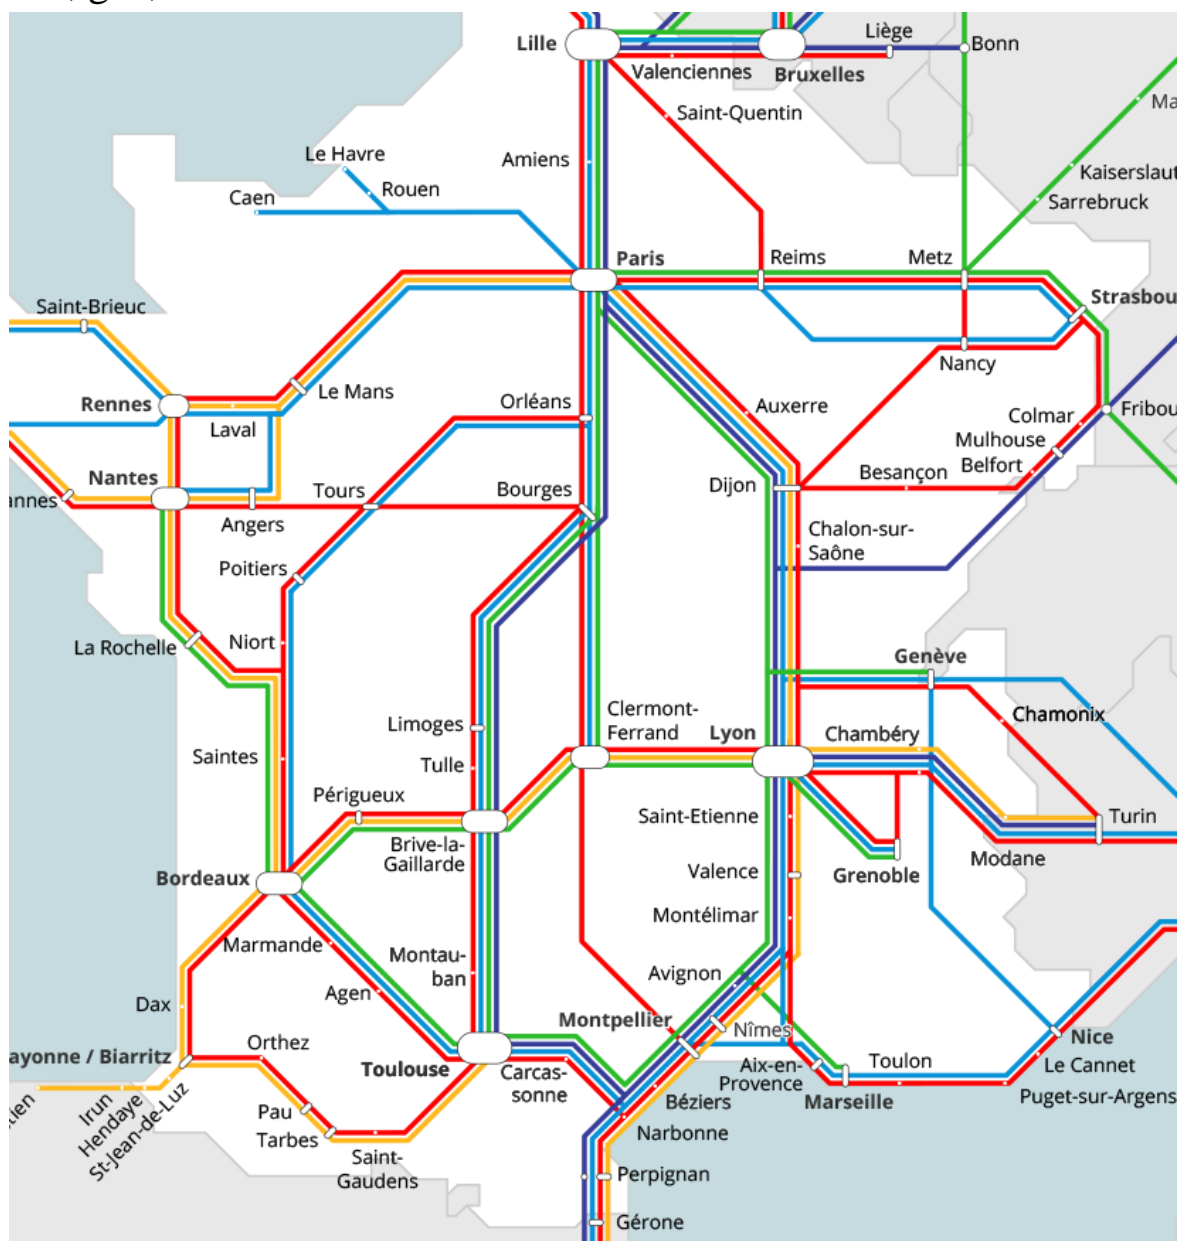 Lille
Liège
Bonn
Valenciennes
Bruxelles
Saint-Quentin
Ma
Amiens
Le Havre
Rouen
Caen
Kaiserslaut
Sarrebruck
Paris
Reims
Metz
Saint-Brieuc
Strasbou
Nancy
Le Mans
Rennes
Laval
Orléans
Auxerre
Colmar
Fribou
Mulhouse
Belfort
Nantes
Tours
Bourges
Dijon
Besançon
annes
Angers
Chalon-sur-
Saône
Poitiers
La Rochelle
Niort
Genève
Chamonix
Limoges
Clermont-
Ferrand
Lyon
Chambéry
Saintes
Tulle
Périgueux
Saint-Etienne
Turin
Brive-la-
Gaillarde
Modane
Bordeaux
Valence
Grenoble
Montélimar
Marmande
Montau-
ban
Avignon
Agen
Dax
Montpellier
Nîmes
Nice
ayonne / Biarritz
Orthez
Toulouse
Carcas-
sonne
Aix-en-
Provence
Toulon
Le Cannet
Marseille
Puget-sur-Argens
tien
Irun
Hendaye
St-Jean-de-Luz
Pau
Tarbes
Béziers
Narbonne
Saint-
Gaudens
Perpignan
Gérone